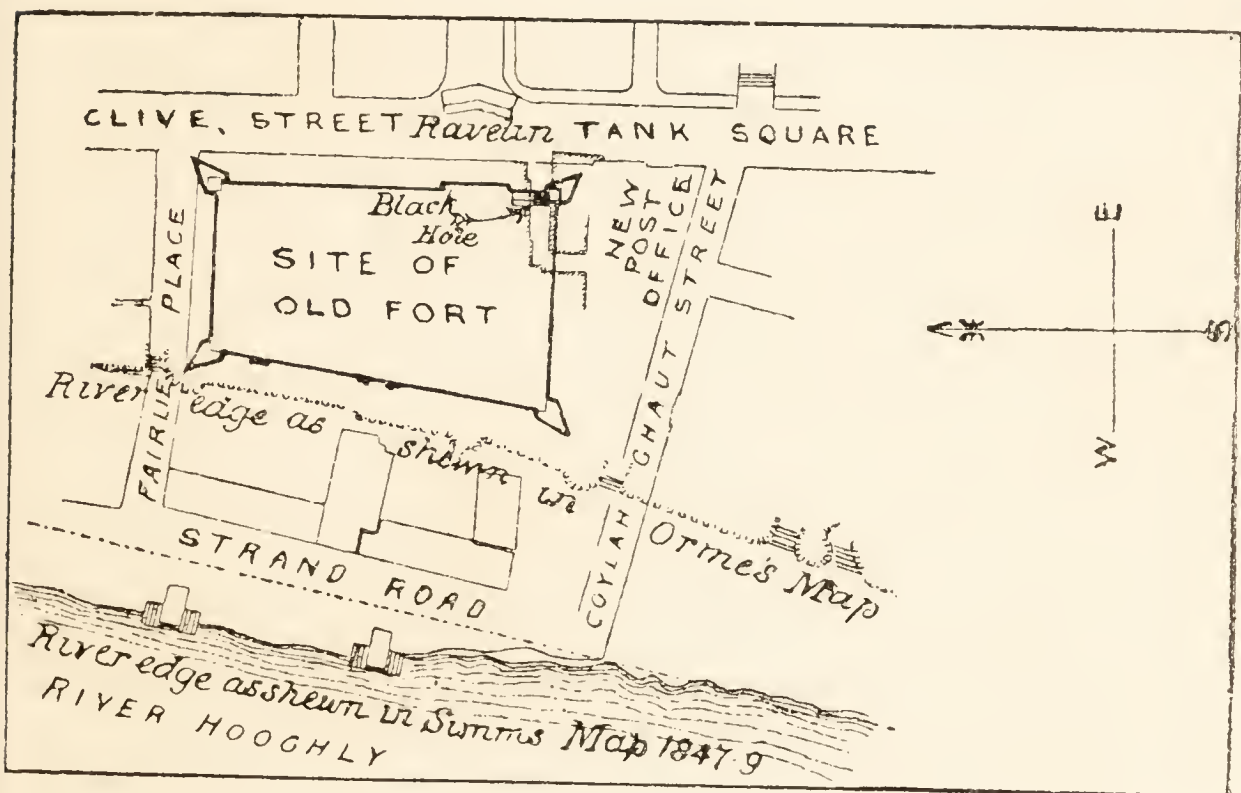 CLIVE. STREET Ravelin TANK SQUARE
Black
Hole
SITE OF
OLD FORT
FAIRLIE PLACE
NEW
POST
OFFICE
COYLAH GHAUT STREET
E
N
S
W
River edge as shewn in Orme's Map
STRAND ROAD
River edge as shewn in Simms Map 1847-9
RIVER HOOGHLY